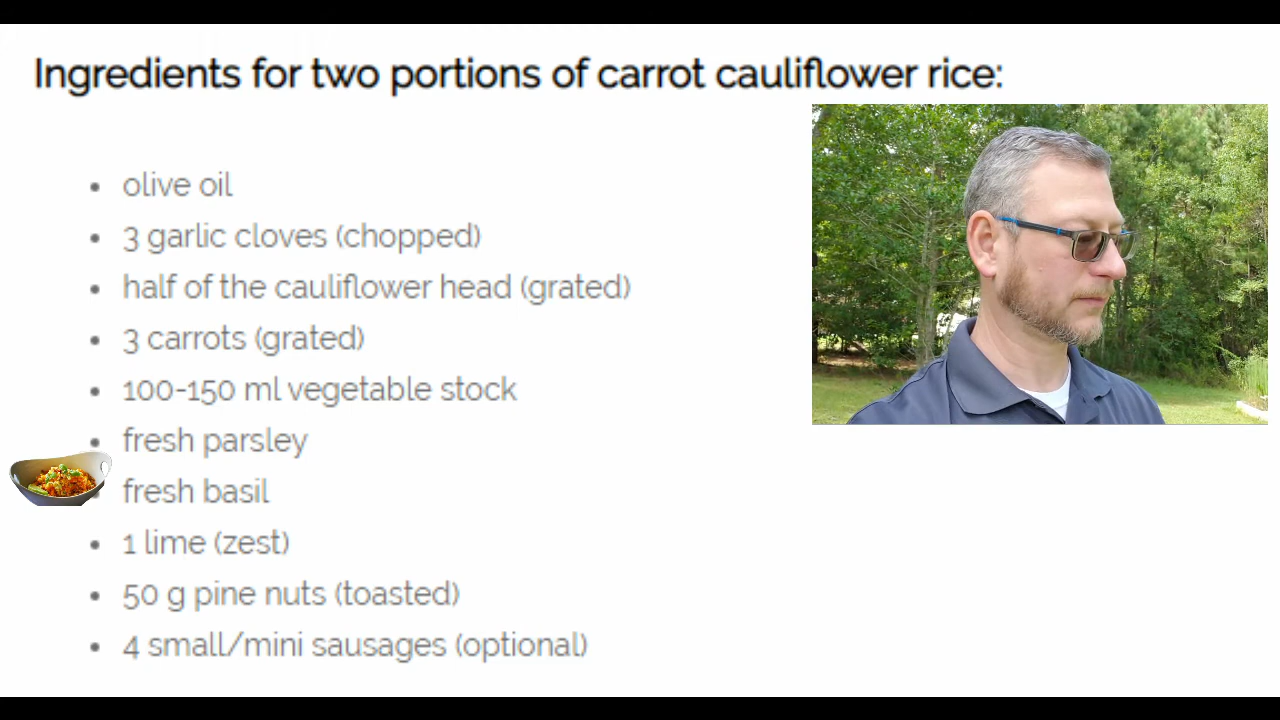 Ingredients for two portions of carrot cauliflower rice:
• olive oil
• 3 garlic cloves (chopped)
• half of the cauliflower head (grated)
• 3 carrots (grated)
• 100-150 ml vegetable stock
• fresh parsley
• fresh basil
• 1 lime (zest)
• 50 g pine nuts (toasted)
• 4 small/mini sausages (optional)